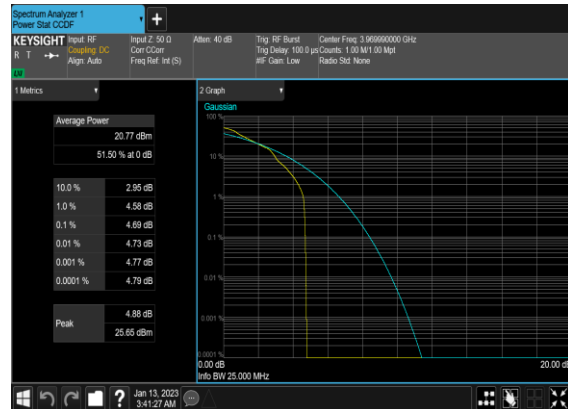 Spectrum Analyzer 1
Power Stat CCDF
KEYSIGHT
R T
LV
Input: RF
Coupling: DC
Align: Auto
Input Z: 50 Ω
Corr CCorr
Freq Ref: Int (S)
Atten: 40 dB
Trig: RF Burst
Trig Delay: 100.0 µs
#IF Gain: Low
Center Freq: 3.969990000 GHz
Counts: 1.00 M/1.00 Mpt
Radio Std: None
1 Metrics
Average Power
20.77 dBm
51.50 % at 0 dB
10.0 % 2.95 dB
1.0 % 4.58 dB
0.1 % 4.69 dB
0.01 % 4.73 dB
0.001 % 4.77 dB
0.0001 % 4.79 dB
Peak
4.88 dB
25.65 dBm
2 Graph
Gaussian
100 %
10 %
1 %
0.1 %
0.01 %
0.001 %
0.0001 %
0.00 dB
20.00 dB
Info BW 25.000 MHz
Jan 13, 2023
3:41:27 AM